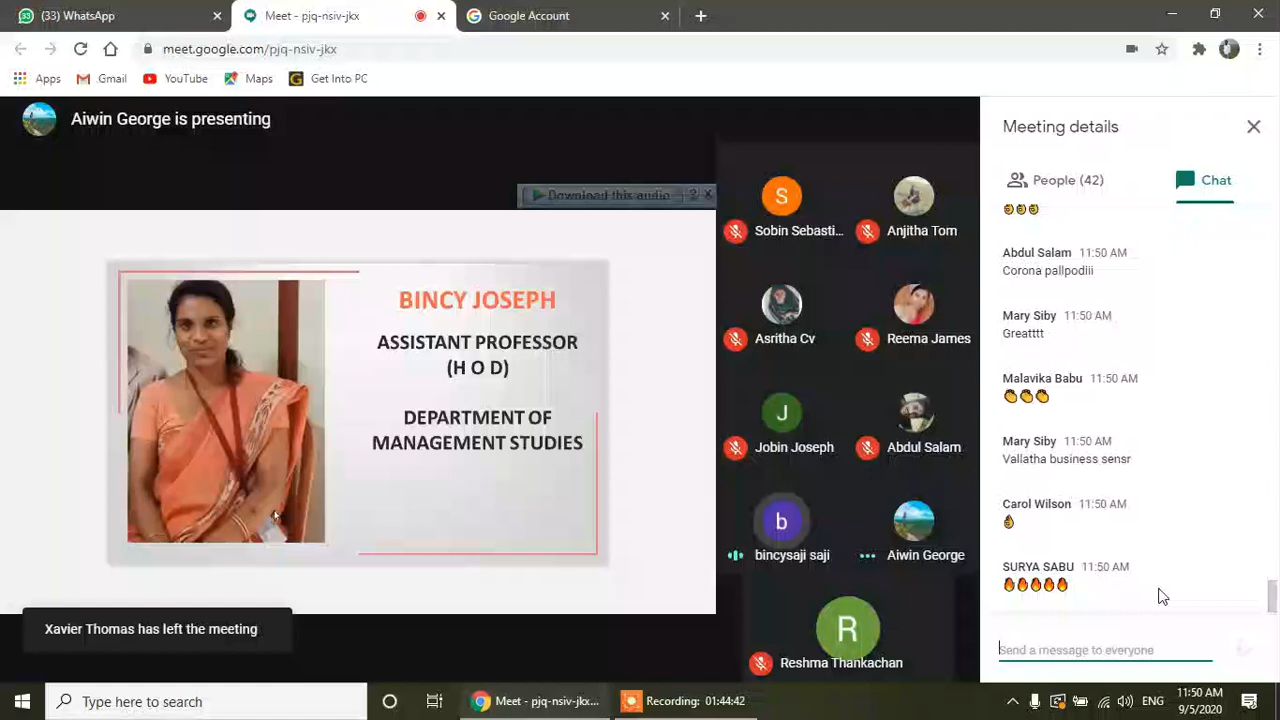 (33) WhatsApp
Meet - pjq-nsiv-jkx
Google Account
meet.google.com/pjq-nsiv-jkx
Apps
Gmail
YouTube
Maps
Get Into PC
Aiwin George is presenting
Download this audio ? X
BINCY JOSEPH
ASSISTANT PROFESSOR
(H O D)
DEPARTMENT OF
MANAGEMENT STUDIES
Xavier Thomas has left the meeting
S
Sobin Sebasti...
Anjitha Tom
Asritha Cv
Reema James
J
Jobin Joseph
Abdul Salam
b
bincysaji saji
Aiwin George
R
Reshma Thankachan
Meeting details
People (42)
Chat
✊✊✊
Abdul Salam 11:50 AM
Corona pallpodiii
Mary Siby 11:50 AM
Greatttt
Malavika Babu 11:50 AM
👏👏👏
Mary Siby 11:50 AM
Vallatha business sensr
Carol Wilson 11:50 AM
👌
SURYA SABU 11:50 AM
🔥🔥🔥🔥🔥
Send a message to everyone
Type here to search
Meet - pjq-nsiv-jkx...
Recording: 01:44:42
ENG
11:50 AM
9/5/2020